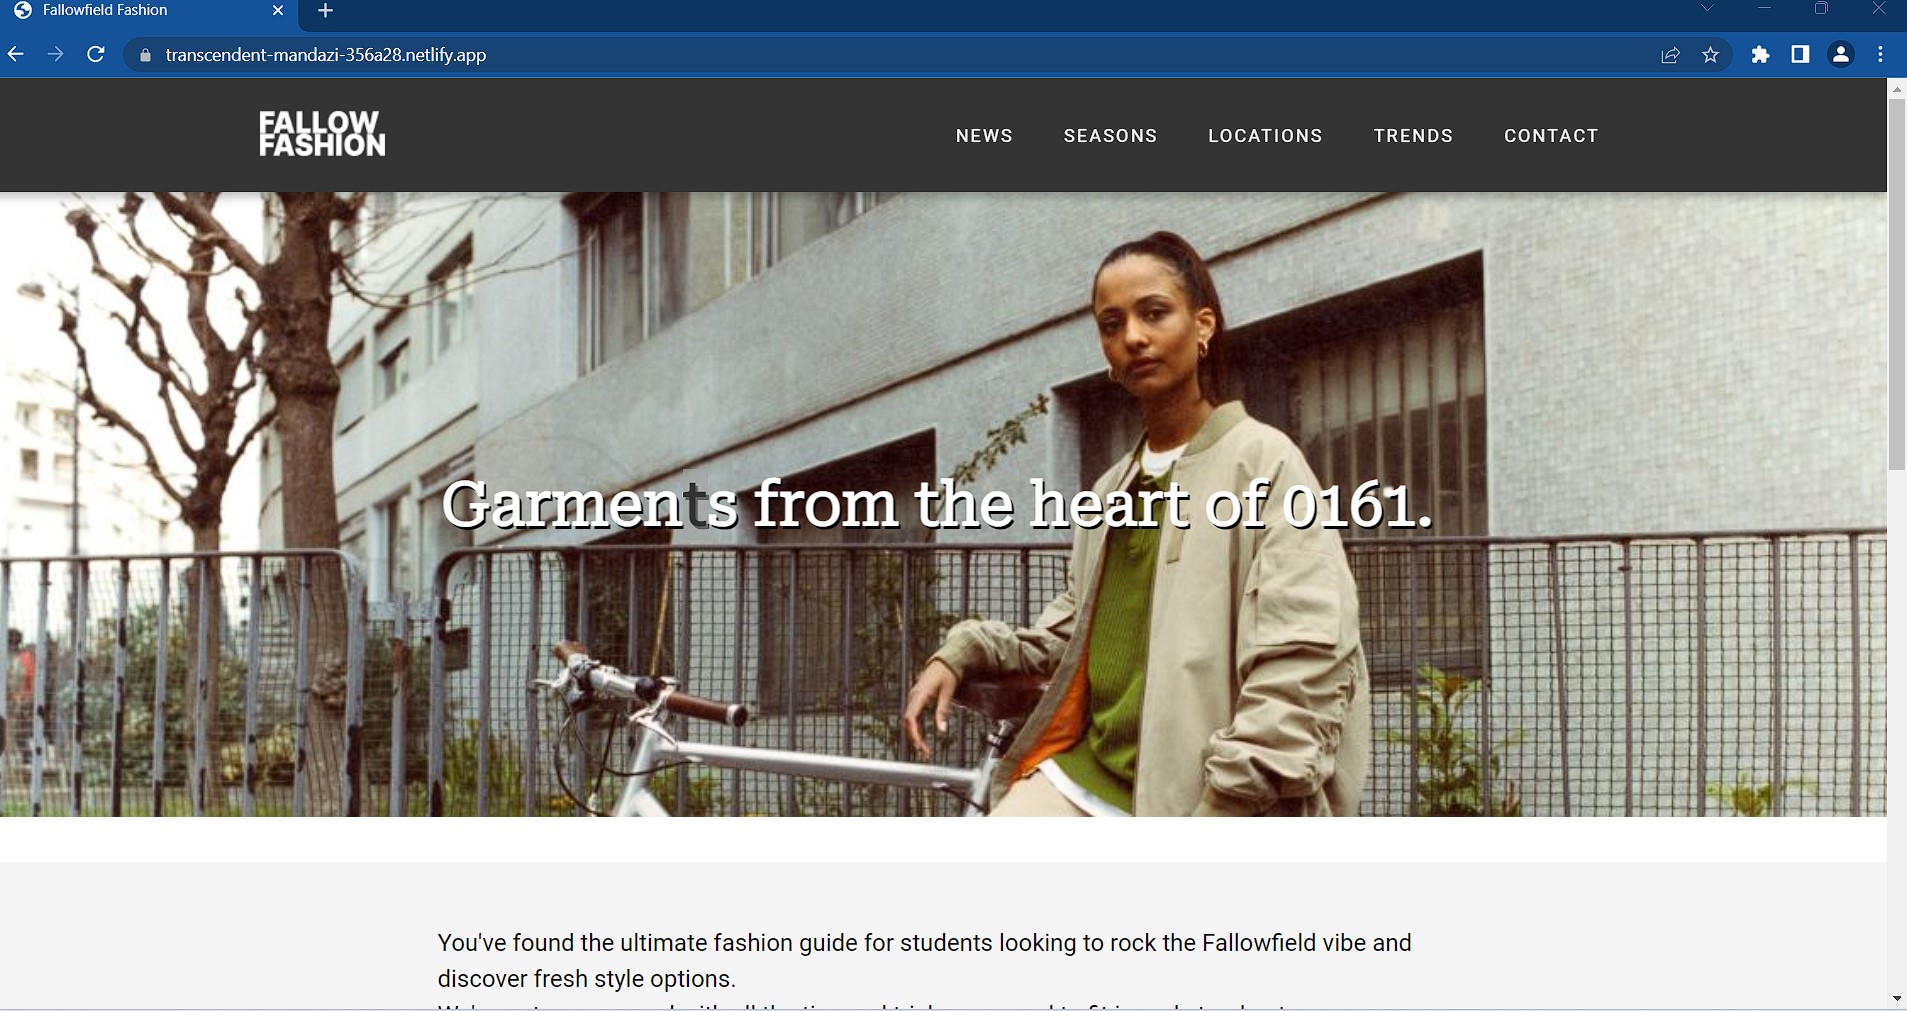 Fallowfield Fashion
transcendent-mandazi-356a28.netlify.app
FALLOW
FASHION
NEWS SEASONS LOCATIONS TRENDS CONTACT
Garments from the heart of 0161.
You've found the ultimate fashion guide for students looking to rock the Fallowfield vibe and
discover fresh style options.